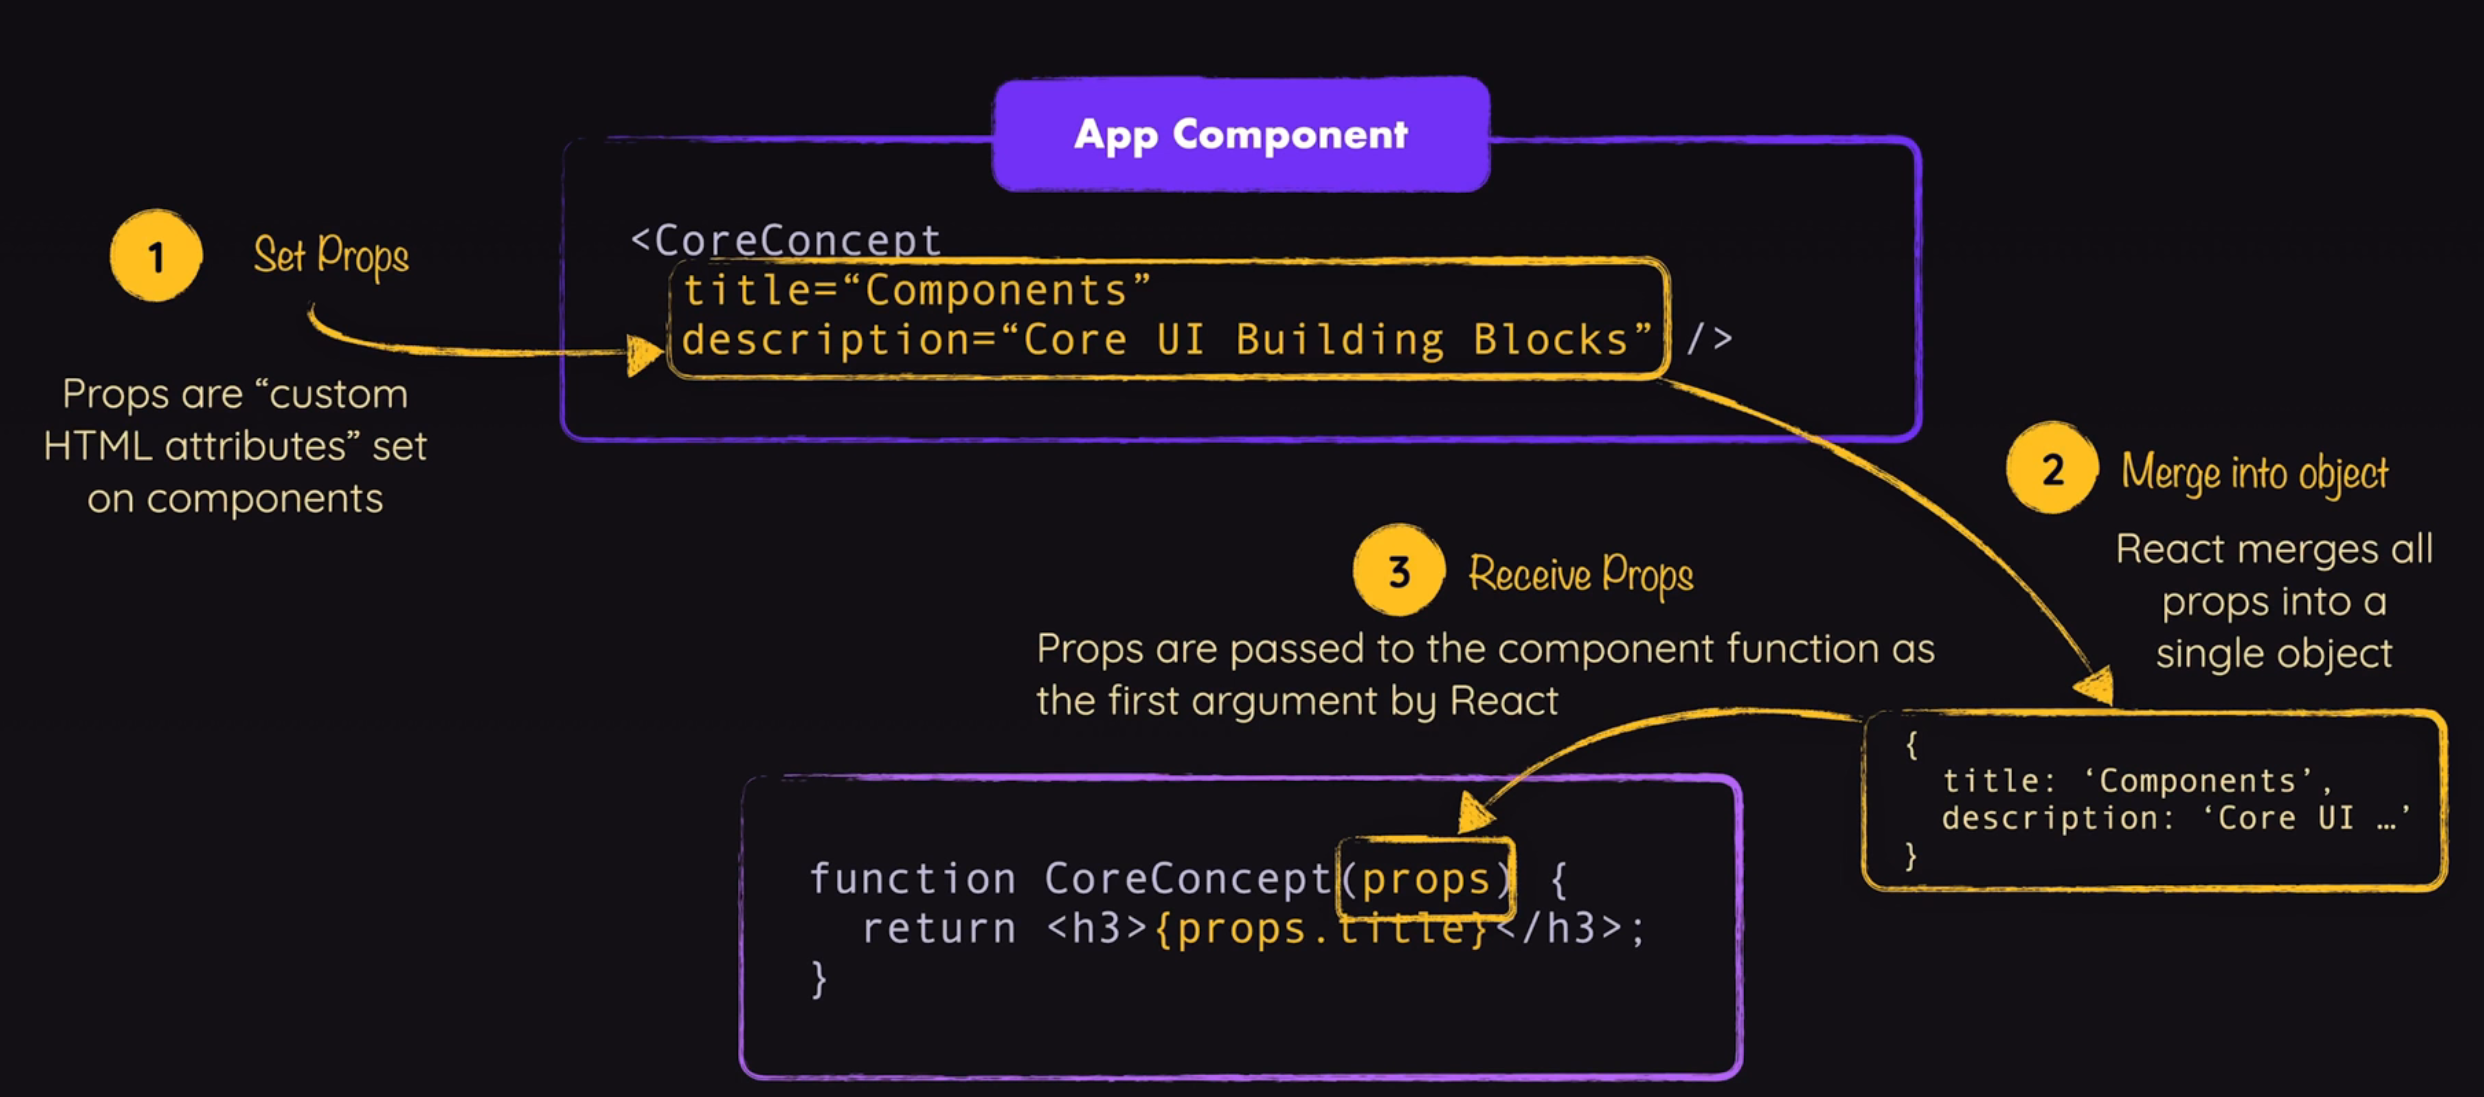 App Component
1
Set Props
Props are “custom
HTML attributes” set
on components
<CoreConcept
title=“Components”
description=“Core UI Building Blocks” />
2
Merge into object
React merges all
props into a
single object
{
title: ‘Components’,
description: ‘Core UI …’
}
3
Receive Props
Props are passed to the component function as
the first argument by React
function CoreConcept(props) {
return <h3>{props.title}</h3>;
}